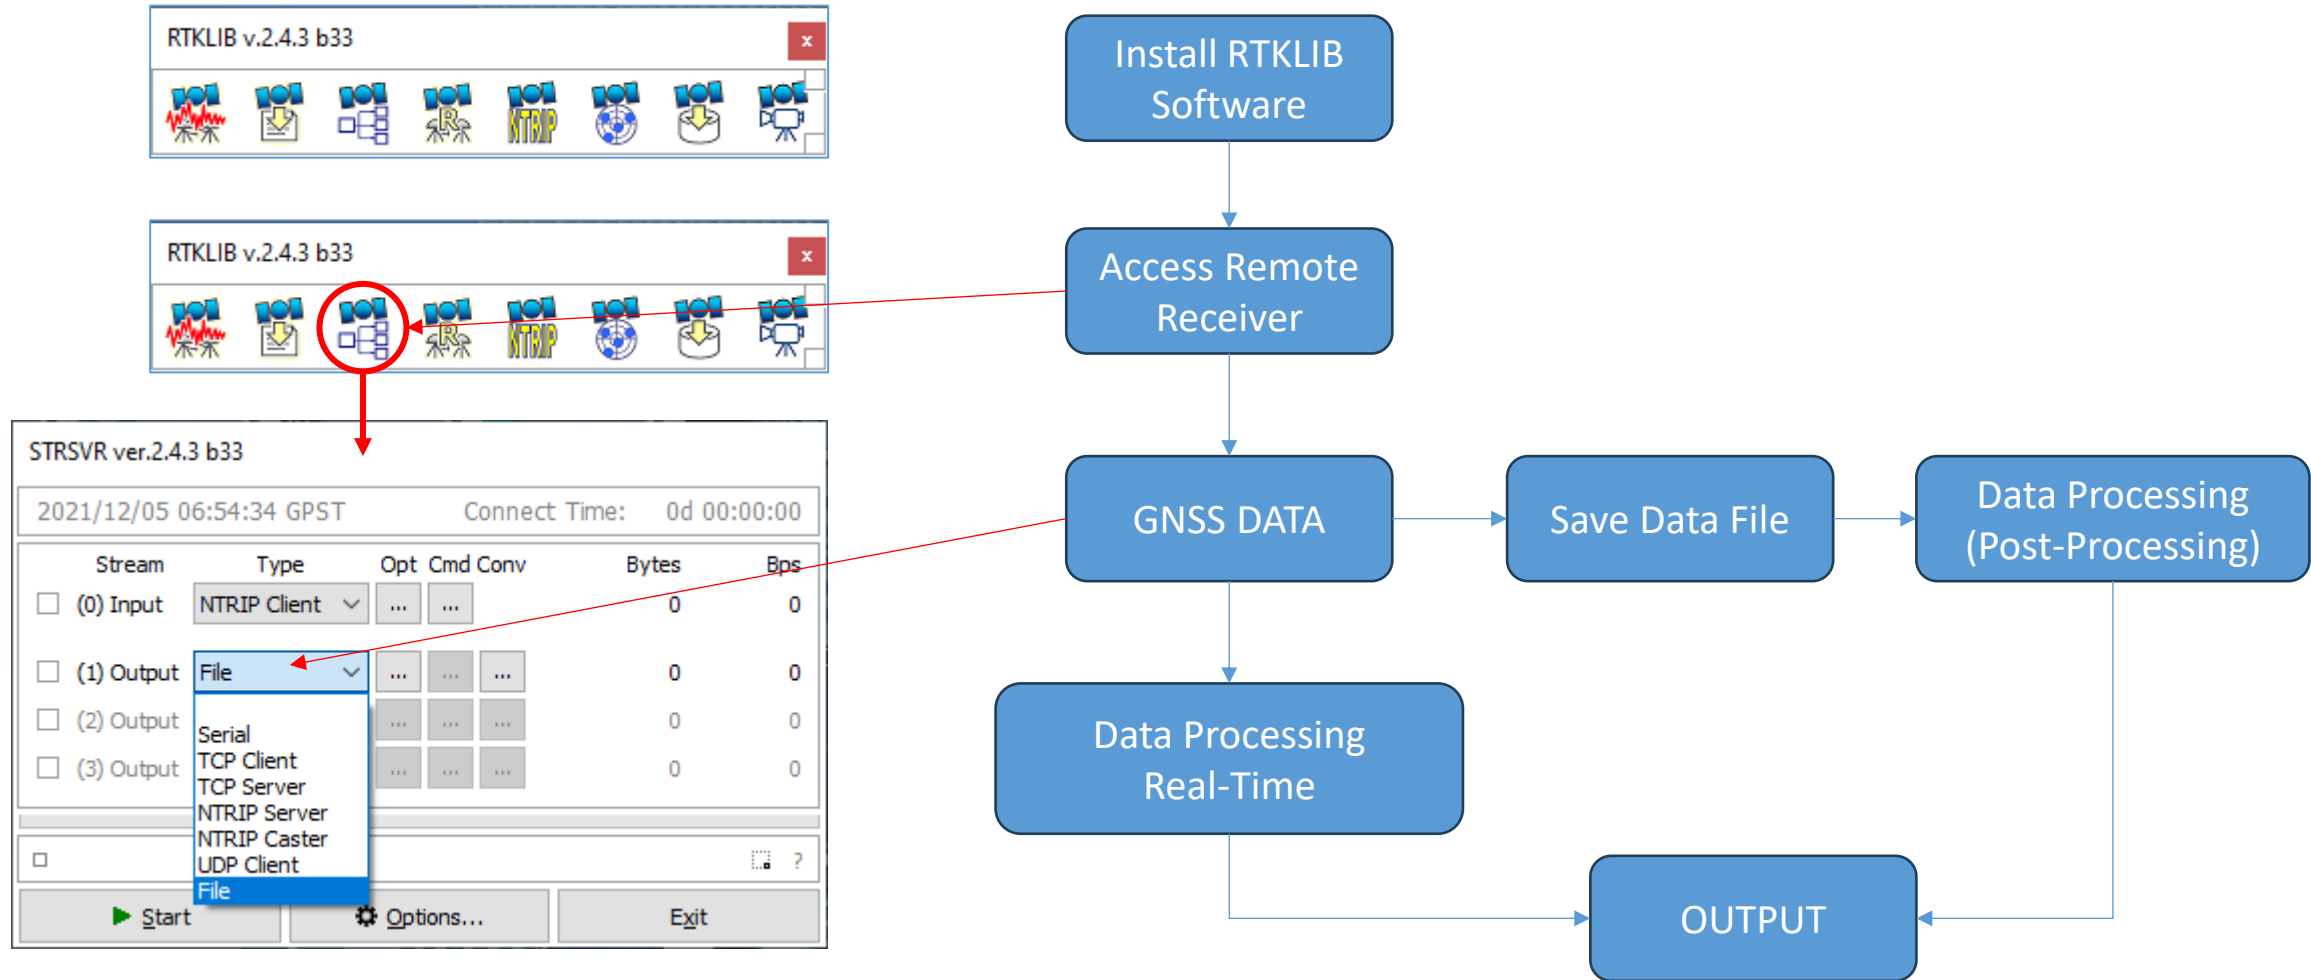 RTKLIB v.2.4.3 b33
x
NTRIP
RTKLIB v.2.4.3 b33
x
NTRIP
STRSVR ver.2.4.3 b33
2021/12/05 06:54:34 GPST Connect Time: 0d 00:00:00
Stream Type Opt Cmd Conv Bytes Bps
(0) Input NTRIP Client ... ... 0 0
(1) Output File ... ... ... 0 0
(2) Output ... ... ... 0 0
(3) Output ... ... ... 0 0
Serial
TCP Client
TCP Server
NTRIP Server
NTRIP Caster
UDP Client
File
?
Start Options... Exit
Install RTKLIB
Software
Access Remote
Receiver
GNSS DATA
Save Data File
Data Processing
(Post-Processing)
Data Processing
Real-Time
OUTPUT